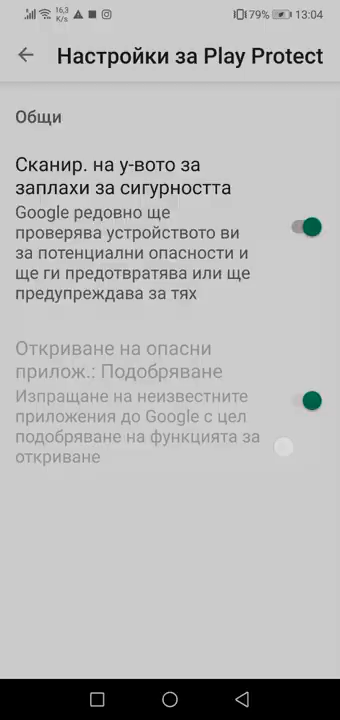 16,3
K/s
79%
13:04
Настройки за Play Protect
Общи
Сканир. на у-вото за
заплахи за сигурността
Google редовно ще
проверява устройството ви
за потенциални опасности и
ще ги предотвратява или ще
предупреждава за тях
Откриване на опасни
прилож.: Подобряване
Изпращане на неизвестните
приложения до Google с цел
подобряване на функцията за
откриване